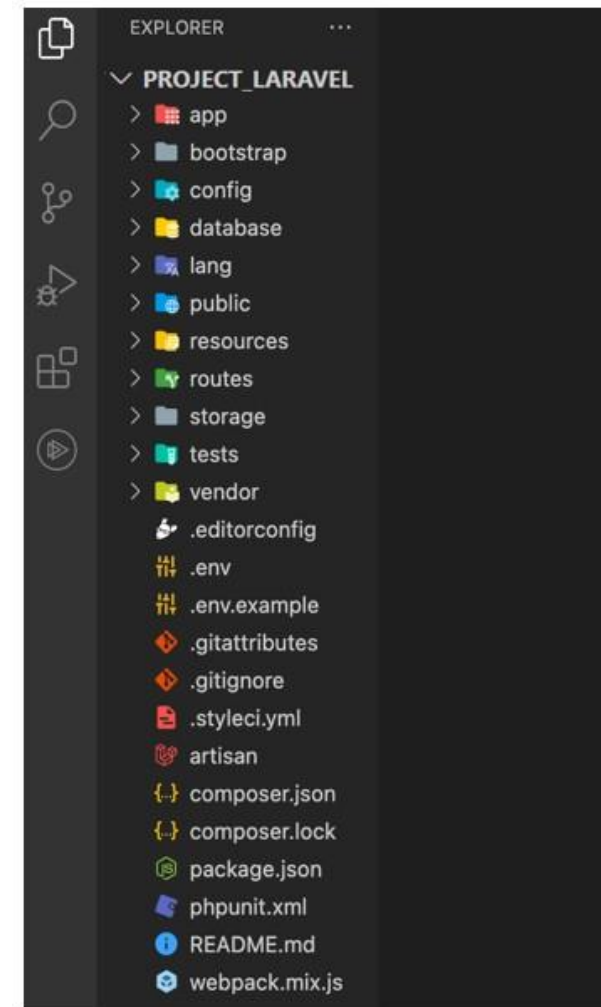 EXPLORER ...
PROJECT_LARAVEL
app
bootstrap
config
database
lang
public
resources
routes
storage
tests
vendor
.editorconfig
.env
.env.example
.gitattributes
.gitignore
.styleci.yml
artisan
composer.json
composer.lock
package.json
phpunit.xml
README.md
webpack.mix.js